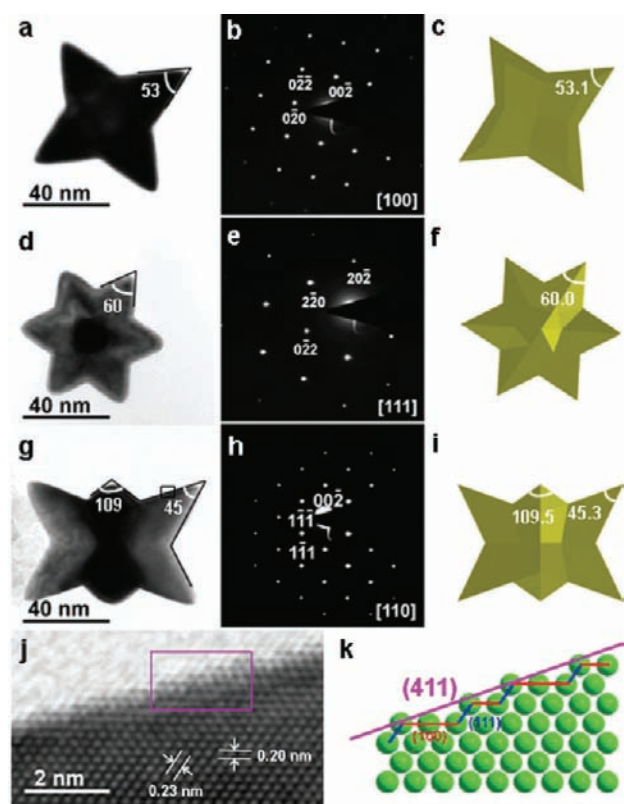 a
53
40 nm
b
02̄2̄
002̄
02̄0
[100]
c
53.1
d
60
40 nm
e
202̄
22̄0
02̄2
[111]
f
60.0
g
109
45
40 nm
h
002̄
11̄1̄
11̄1
[110]
i
109.5
45.3
j
0.20 nm
0.23 nm
2 nm
k
(411)
(100)
(111)